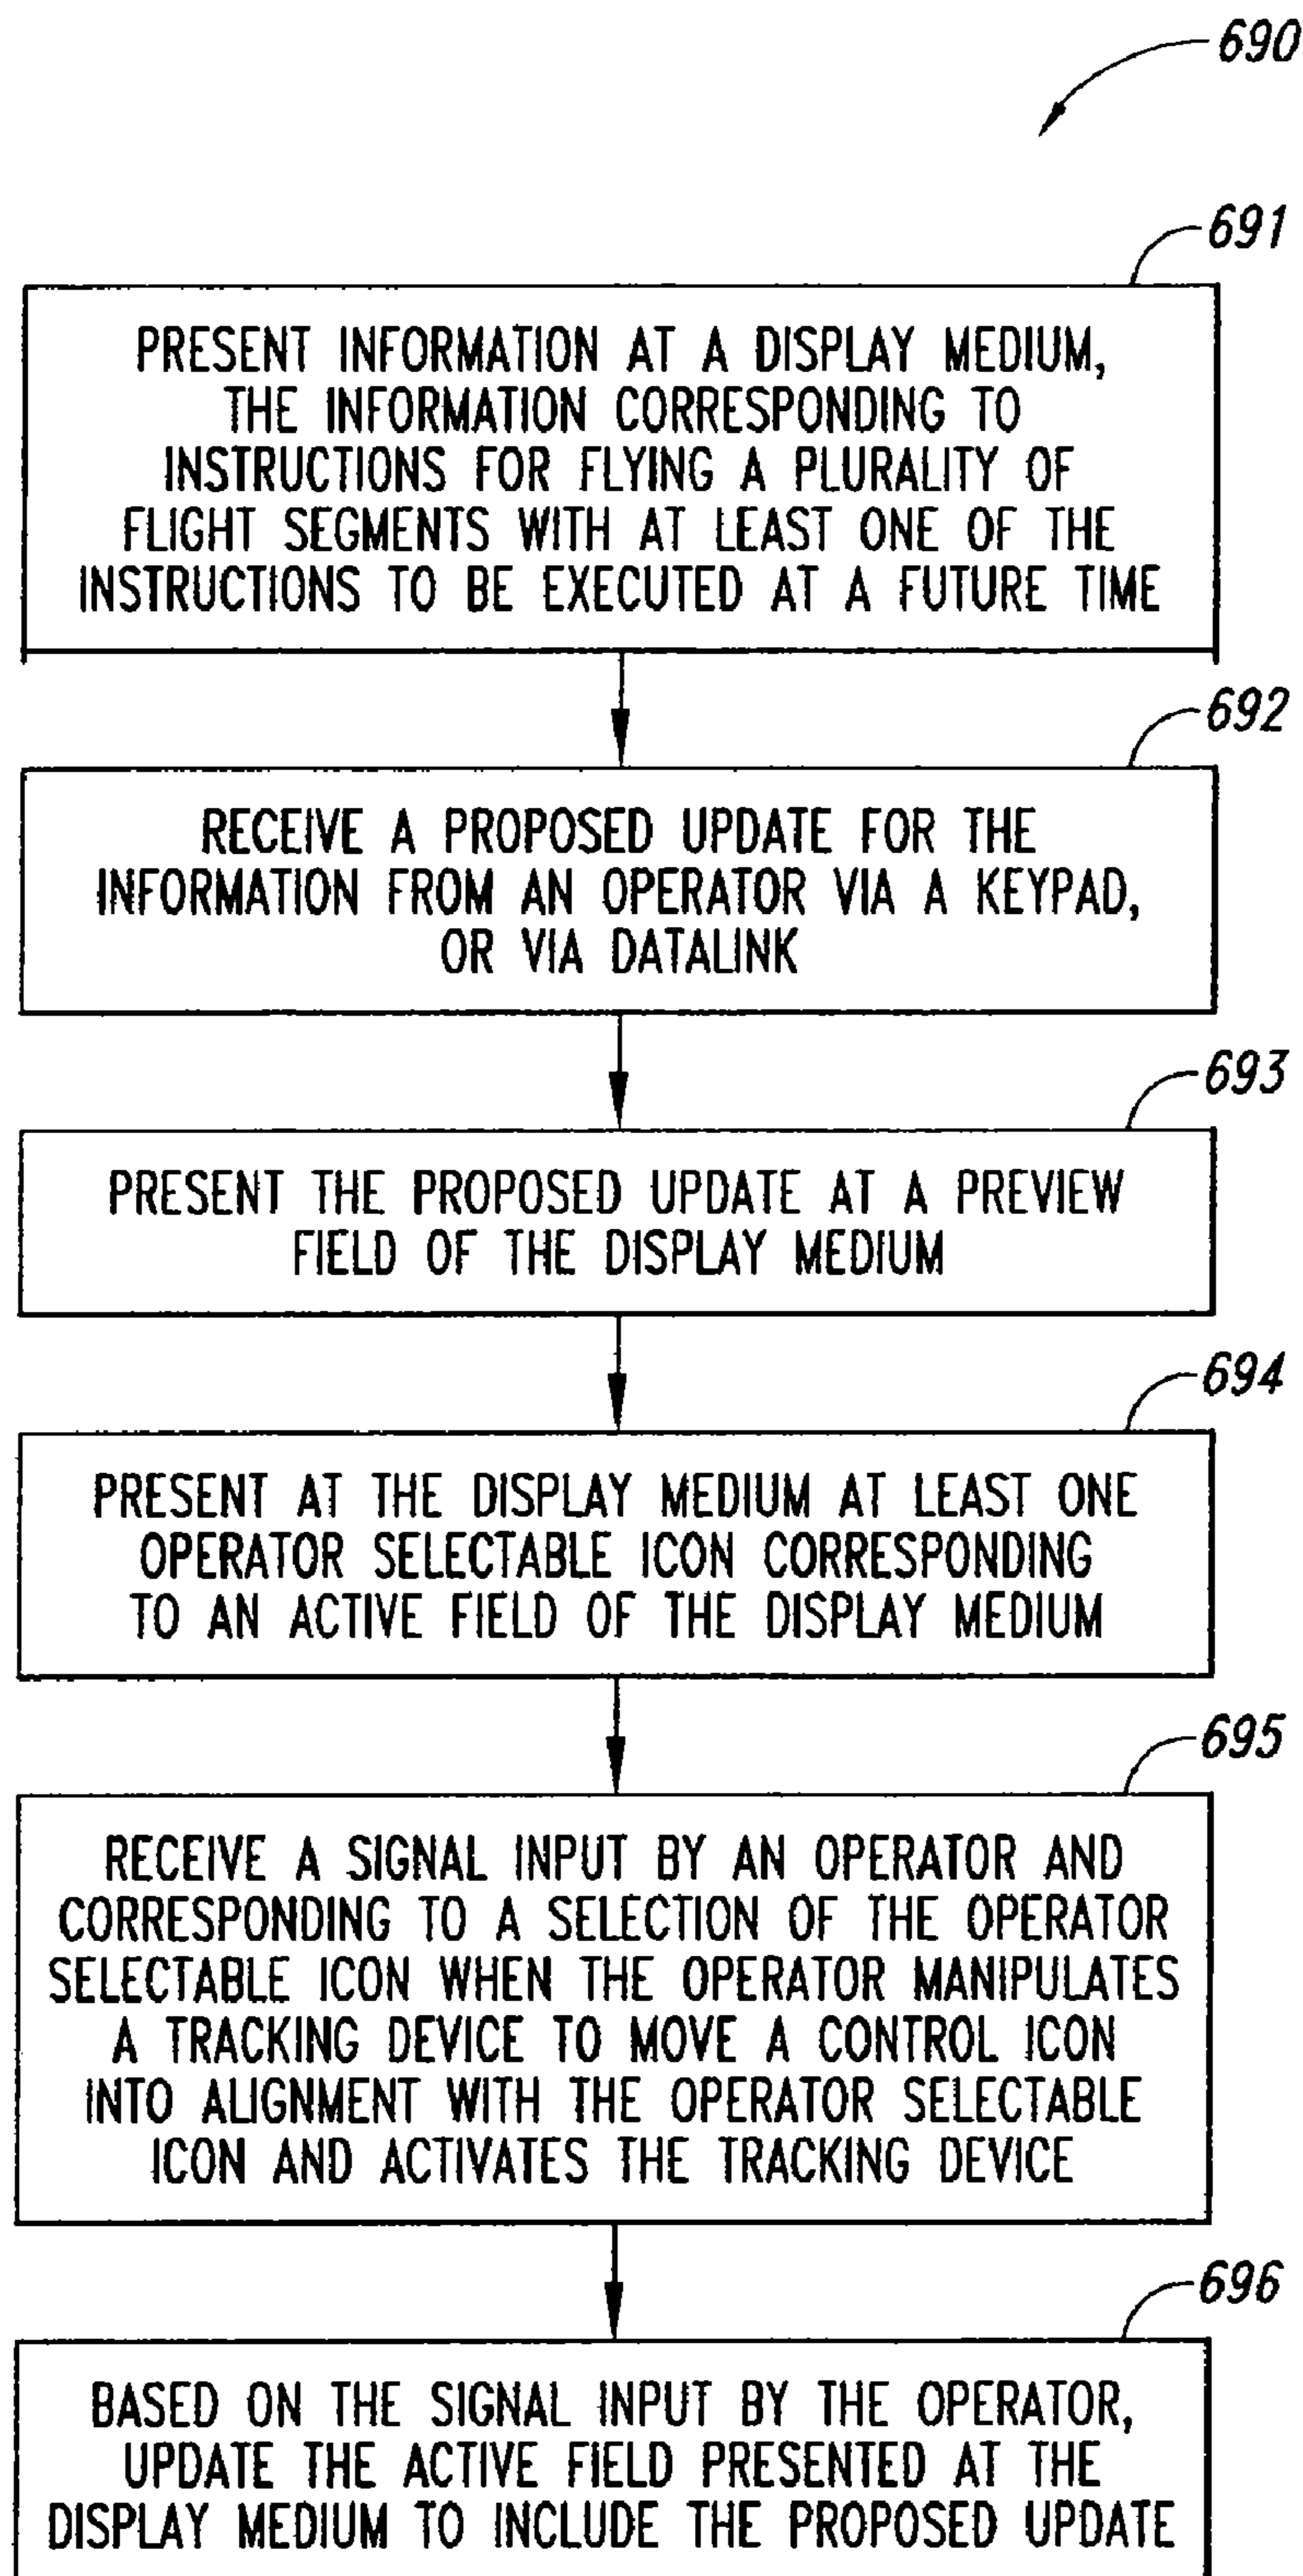 690
691
PRESENT INFORMATION AT A DISPLAY MEDIUM,
THE INFORMATION CORRESPONDING TO
INSTRUCTIONS FOR FLYING A PLURALITY OF
FLIGHT SEGMENTS WITH AT LEAST ONE OF THE
INSTRUCTIONS TO BE EXECUTED AT A FUTURE TIME
692
RECEIVE A PROPOSED UPDATE FOR THE
INFORMATION FROM AN OPERATOR VIA A KEYPAD,
OR VIA DATALINK
693
PRESENT THE PROPOSED UPDATE AT A PREVIEW
FIELD OF THE DISPLAY MEDIUM
694
PRESENT AT THE DISPLAY MEDIUM AT LEAST ONE
OPERATOR SELECTABLE ICON CORRESPONDING
TO AN ACTIVE FIELD OF THE DISPLAY MEDIUM
695
RECEIVE A SIGNAL INPUT BY AN OPERATOR AND
CORRESPONDING TO A SELECTION OF THE OPERATOR
SELECTABLE ICON WHEN THE OPERATOR MANIPULATES
A TRACKING DEVICE TO MOVE A CONTROL ICON
INTO ALIGNMENT WITH THE OPERATOR SELECTABLE
ICON AND ACTIVATES THE TRACKING DEVICE
696
BASED ON THE SIGNAL INPUT BY THE OPERATOR,
UPDATE THE ACTIVE FIELD PRESENTED AT THE
DISPLAY MEDIUM TO INCLUDE THE PROPOSED UPDATE